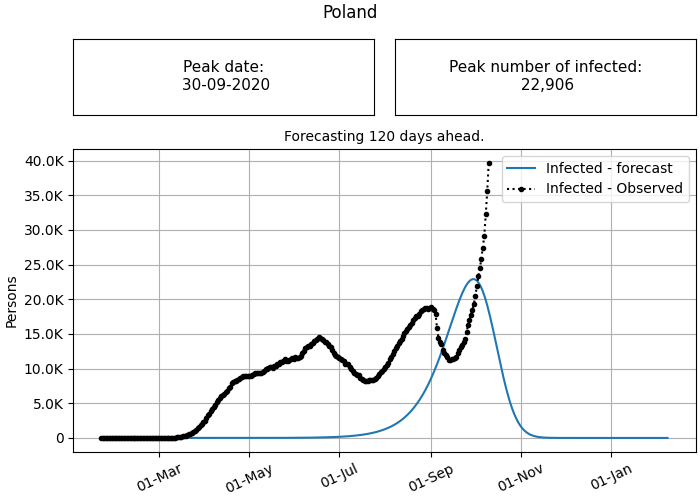 Poland
Peak date:
30-09-2020
Peak number of infected:
22,906
Forecasting 120 days ahead.
Infected - forecast
Infected - Observed
40.0K
35.0K
30.0K
25.0K
20.0K
15.0K
10.0K
5.0K
0
Persons
01-Mar
01-May
01-Jul
01-Sep
01-Nov
01-Jan